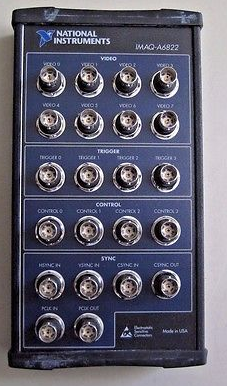 NATIONAL
INSTRUMENTS
IMAQ-A6822
VIDEO
VIDEO 0 VIDEO 1 VIDEO 2 VIDEO 3
VIDEO 4 VIDEO 5 VIDEO 6 VIDEO 7
TRIGGER
TRIGGER 0 TRIGGER 1 TRIGGER 2 TRIGGER 3
CONTROL
CONTROL 0 CONTROL 1 CONTROL 2 CONTROL 3
SYNC
HSYNC IN VSYNC IN CSYNC IN CSYNC OUT
PCLK IN PCLK OUT
Electrostatic
Sensitive
Connectors
Made in USA